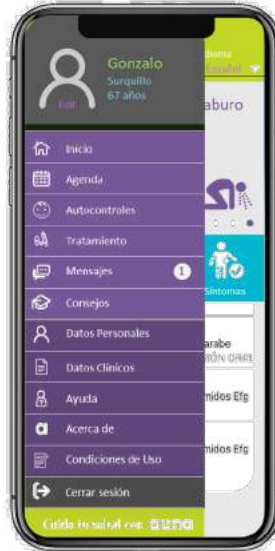 Gonzalo
Surquillo
67 años
Edit
Idioma
Español
aburo
Inicio
Agenda
Autocontroles
Tratamiento
Mensajes 1
Consejos
Datos Personales
Datos Clínicos
Ayuda
Acerca de
Condiciones de Uso
Cerrar sesión
Síntomas
arabe
midos Efg
midos Efg
Cuida tu salud con auna